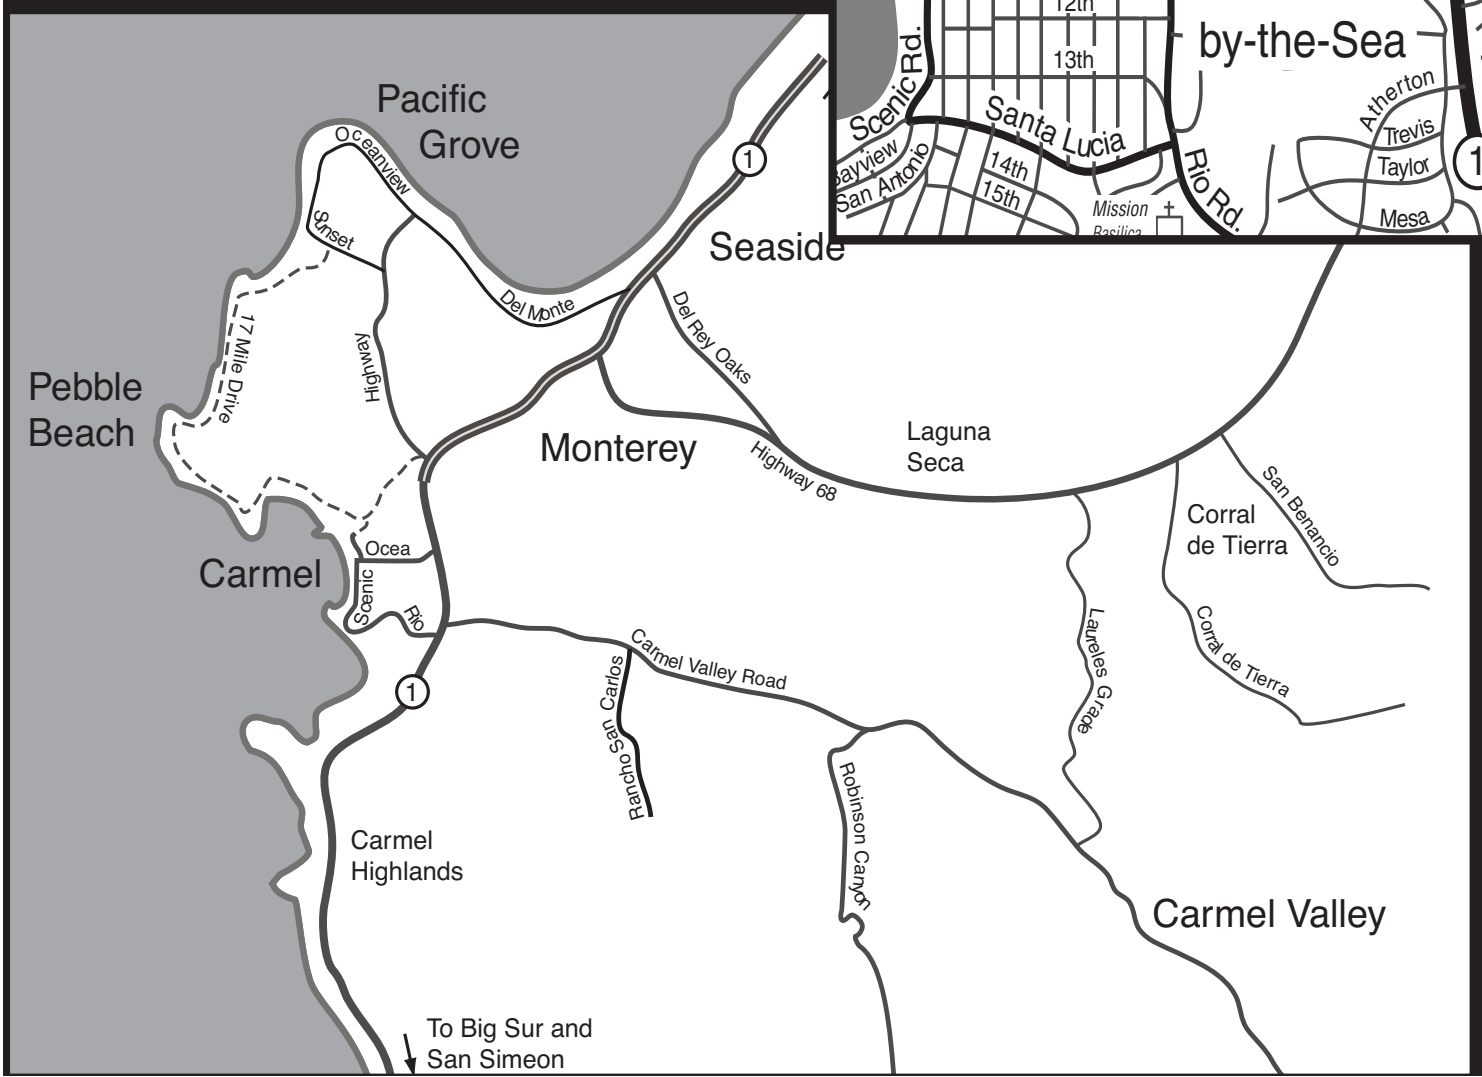 12th
by-the-Sea
13th
Scenic Rd.
Santa Lucia
Atherton
Trevis
Taylor
Mesa
1
Bayview
San Antonio
14th
15th
Rio Rd.
Mission
Basilica
Pacific
Grove
Oceanview
Sunset
1
Seaside
Del Monte
Del Rey Oaks
17 Mile Drive
Highway
Pebble
Beach
Monterey
Highway 68
Laguna
Seca
San Benancio
Corral
de Tierra
Corral de Tierra
Laureles Grade
Carmel
Ocea
Scenic
Rio
Carmel Valley Road
Rancho San Carlos
1
Robinson Canyon
Carmel
Highlands
Carmel Valley
To Big Sur and
San Simeon